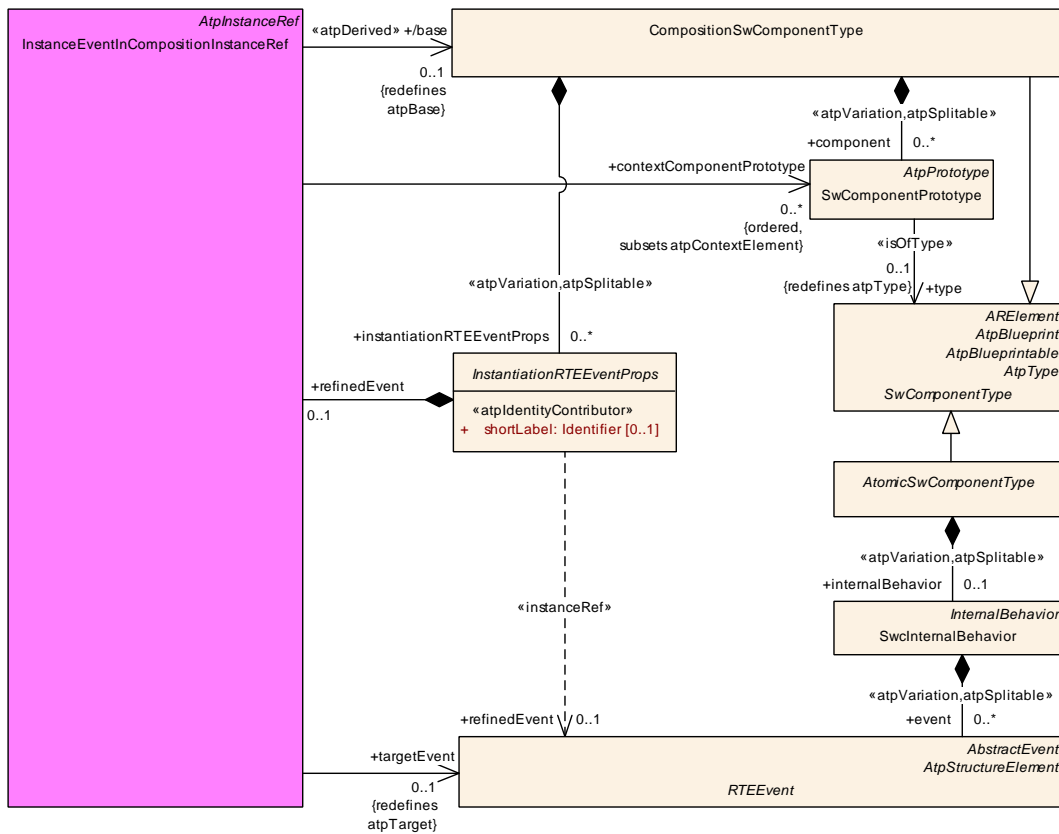 AtpInstanceRef
InstanceEventInCompositionInstanceRef
«atpDerived» +/base
0..1
{redefines
atpBase}
CompositionSwComponentType
«atpVariation,atpSplitable»
+component 0..*
+contextComponentPrototype
0..*
{ordered,
subsets atpContextElement}
AtpPrototype
SwComponentPrototype
«isOfType»
0..1
{redefines atpType} +type
«atpVariation,atpSplitable»
+instantiationRTEEventProps 0..*
ARElement
AtpBlueprint
AtpBlueprintable
AtpType
SwComponentType
+refinedEvent
0..1
InstantiationRTEEventProps
«atpIdentityContributor»
+ shortLabel: Identifier [0..1]
AtomicSwComponentType
«atpVariation,atpSplitable»
+internalBehavior 0..1
«instanceRef»
InternalBehavior
SwcInternalBehavior
«atpVariation,atpSplitable»
+event 0..*
+refinedEvent 0..1
+targetEvent
0..1
{redefines
atpTarget}
AbstractEvent
AtpStructureElement
RTEEvent